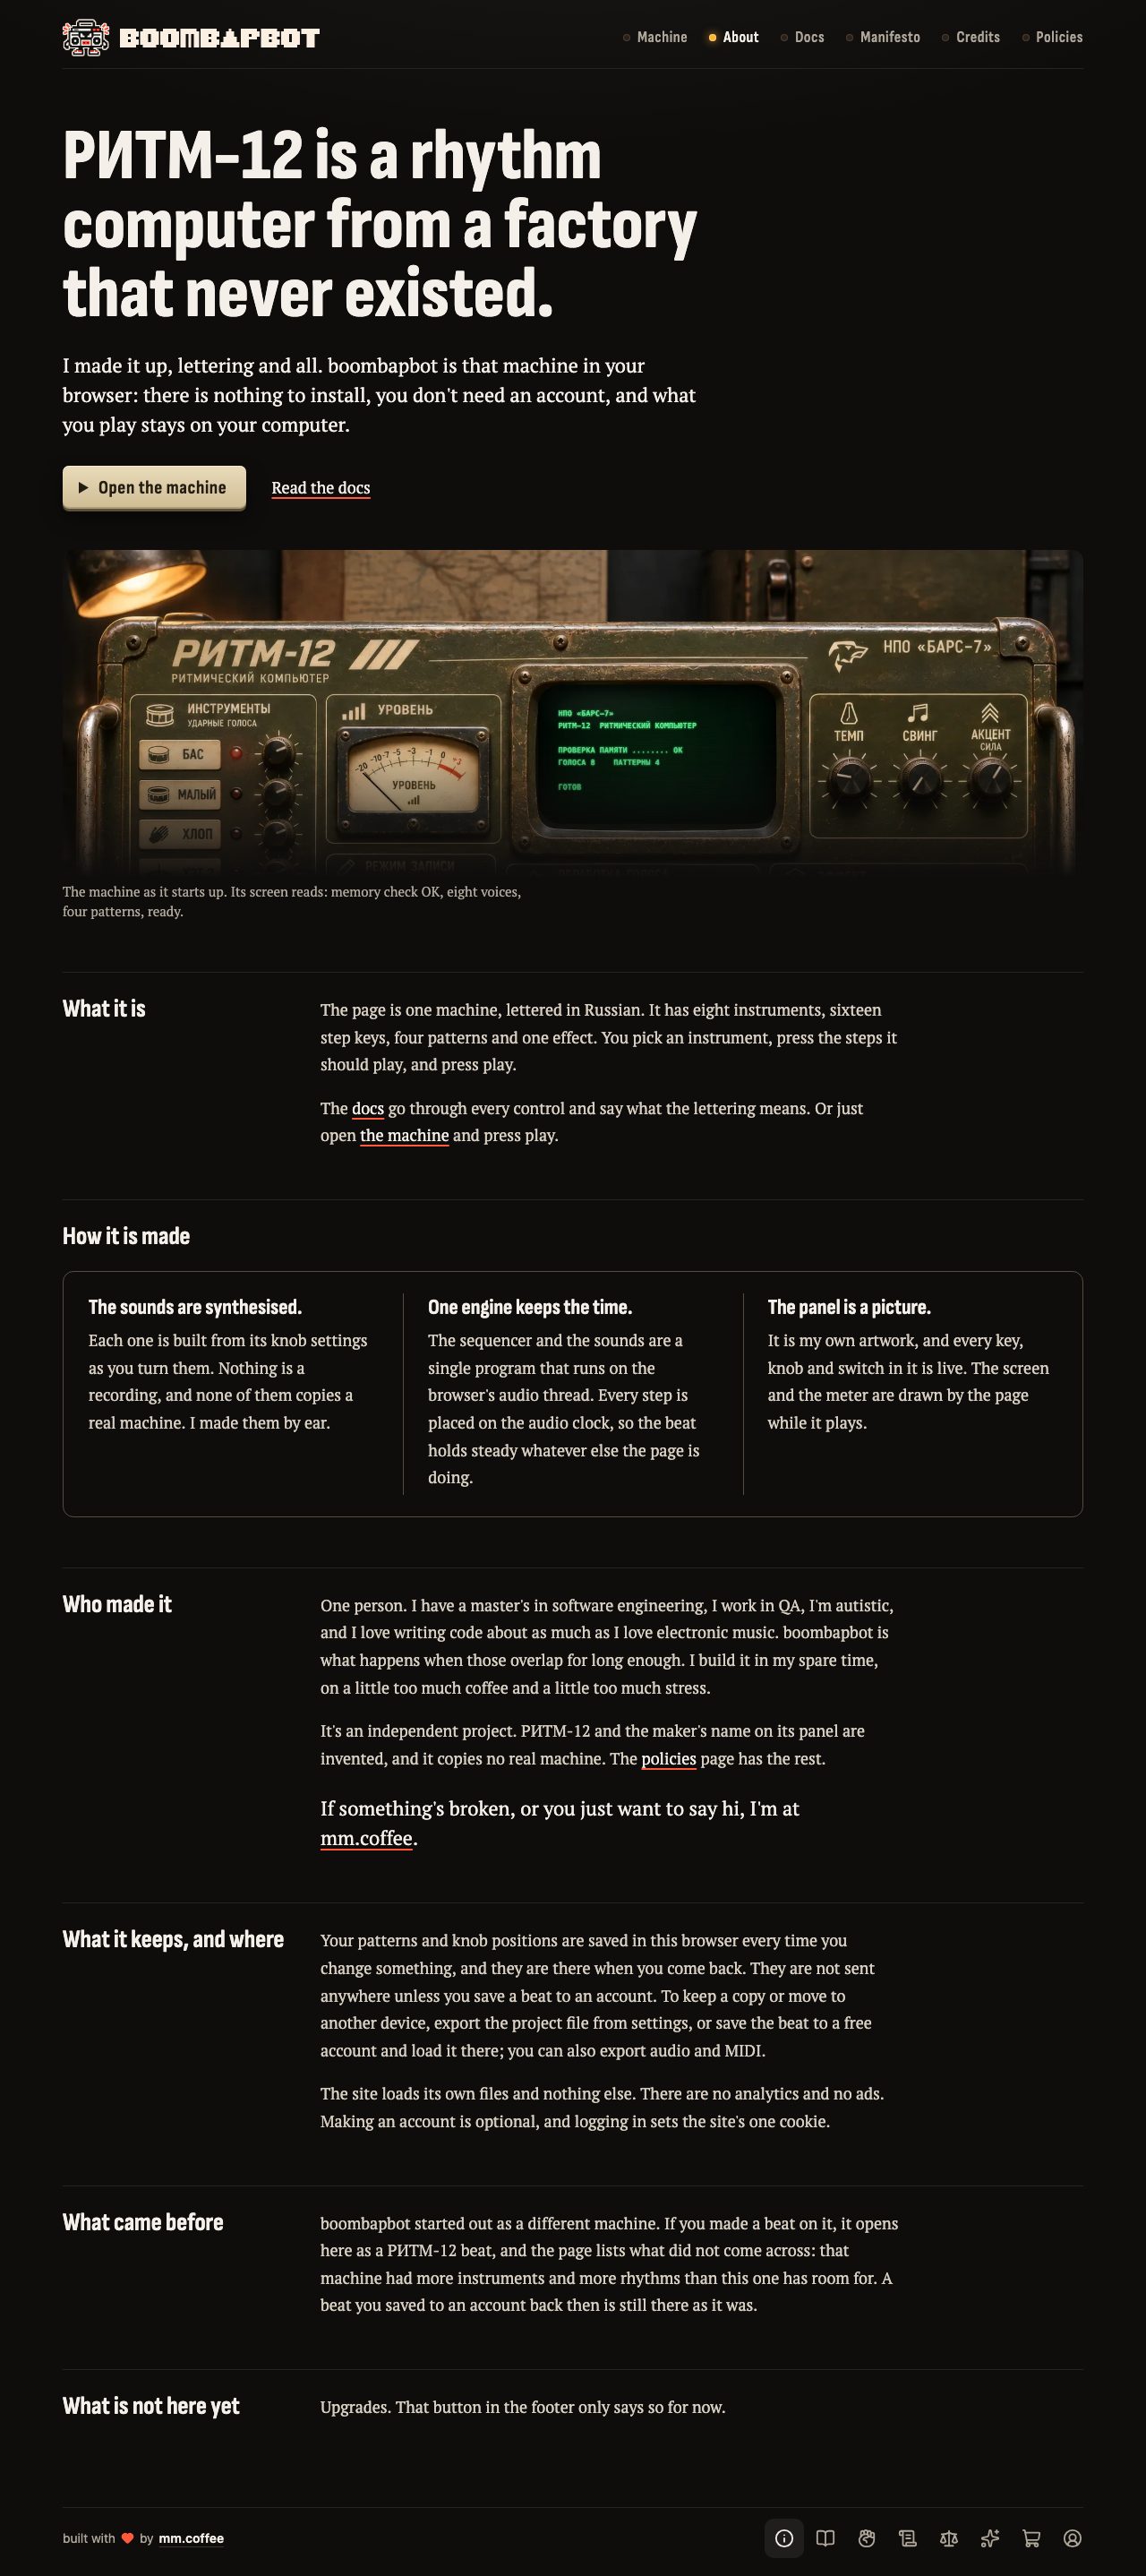 BOOMBAPBOT
Machine
About
Docs
Manifesto
Credits
Policies
РИТМ-12 is a rhythm
computer from a factory
that never existed.
I made it up, lettering and all. boombapbot is that machine in your
browser: there is nothing to install, you don't need an account, and what
you play stays on your computer.
Open the machine
Read the docs
РИТМ-12
РИТМИЧЕСКИЙ КОМПЬЮТЕР
НПО «БАРС-7»
ИНСТРУМЕНТЫ
УДАРНЫЕ ГОЛОСА
БАС
МАЛЫЙ
ХЛОП
УРОВЕНЬ
-20 -10 -7 -5 -3 -1 0 +3
УРОВЕНЬ
РЕЖИМ ЗАПИСИ
НПО «БАРС-7»
РИТМ-12 РИТМИЧЕСКИЙ КОМПЬЮТЕР
ПРОВЕРКА ПАМЯТИ ........ ОК
ГОЛОСА 8 ПАТТЕРНЫ 4
ГОТОВ
ТЕМП
СВИНГ
АКЦЕНТ
СИЛА
The machine as it starts up. Its screen reads: memory check OK, eight voices,
four patterns, ready.
What it is
The page is one machine, lettered in Russian. It has eight instruments, sixteen
step keys, four patterns and one effect. You pick an instrument, press the steps it
should play, and press play.
The docs go through every control and say what the lettering means. Or just
open the machine and press play.
How it is made
The sounds are synthesised.
Each one is built from its knob settings
as you turn them. Nothing is a
recording, and none of them copies a
real machine. I made them by ear.
One engine keeps the time.
The sequencer and the sounds are a
single program that runs on the
browser's audio thread. Every step is
placed on the audio clock, so the beat
holds steady whatever else the page is
doing.
The panel is a picture.
It is my own artwork, and every key,
knob and switch in it is live. The screen
and the meter are drawn by the page
while it plays.
Who made it
One person. I have a master's in software engineering, I work in QA, I'm autistic,
and I love writing code about as much as I love electronic music. boombapbot is
what happens when those overlap for long enough. I build it in my spare time,
on a little too much coffee and a little too much stress.
It's an independent project. РИТМ-12 and the maker's name on its panel are
invented, and it copies no real machine. The policies page has the rest.
If something's broken, or you just want to say hi, I'm at
mm.coffee.
What it keeps, and where
Your patterns and knob positions are saved in this browser every time you
change something, and they are there when you come back. They are not sent
anywhere unless you save a beat to an account. To keep a copy or move to
another device, export the project file from settings, or save the beat to a free
account and load it there; you can also export audio and MIDI.
The site loads its own files and nothing else. There are no analytics and no ads.
Making an account is optional, and logging in sets the site's one cookie.
What came before
boombapbot started out as a different machine. If you made a beat on it, it opens
here as a РИТМ-12 beat, and the page lists what did not come across: that
machine had more instruments and more rhythms than this one has room for. A
beat you saved to an account back then is still there as it was.
What is not here yet
Upgrades. That button in the footer only says so for now.
built with ❤ by mm.coffee